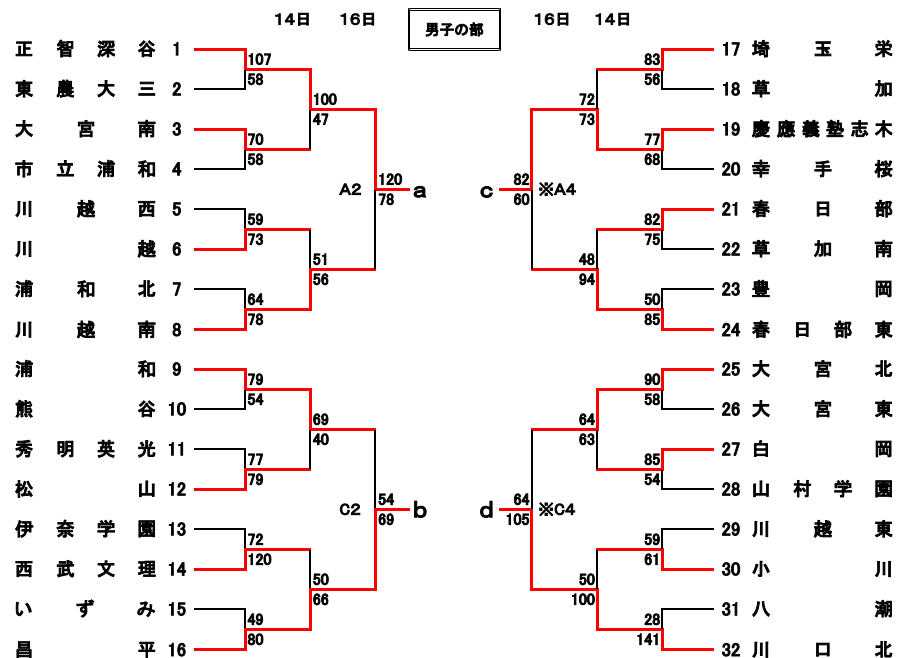 14日 16日 男子の部 16日 14日
正智深谷 1 107 83 17 埼玉栄
東農大三 2 58 56 18 草加
100 72
47 73
大宮南 3 70 77 19 慶應義塾志木
市立浦和 4 58 68 20 幸手桜
A2 120 a c 82 ※A4
78 60
川越西 5 59 82 21 春日部
川越 6 73 75 22 草加南
51 48
56 94
浦和北 7 64 50 23 豊岡
川越南 8 78 85 24 春日部東
浦和 9 79 90 25 大宮北
熊谷 10 54 58 26 大宮東
69 64
40 63
秀明英光 11 77 85 27 白岡
松山 12 79 54 28 山村学園
C2 54 b d 64 ※C4
69 105
伊奈学園 13 72 59 29 川越東
西武文理 14 120 61 30 小川
50 50
66 100
いずみ 15 49 28 31 八潮
昌平 16 80 141 32 川口北